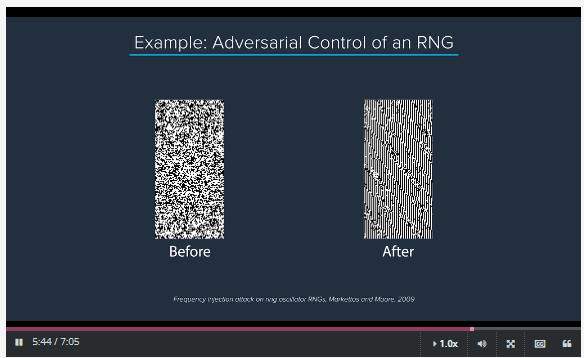 Example: Adversarial Control of an RNG
Before
After
Frequency injection attack on ring oscillator RNGs, Markettos and Moore, 2009
5:44 / 7:05
1.0x
CC